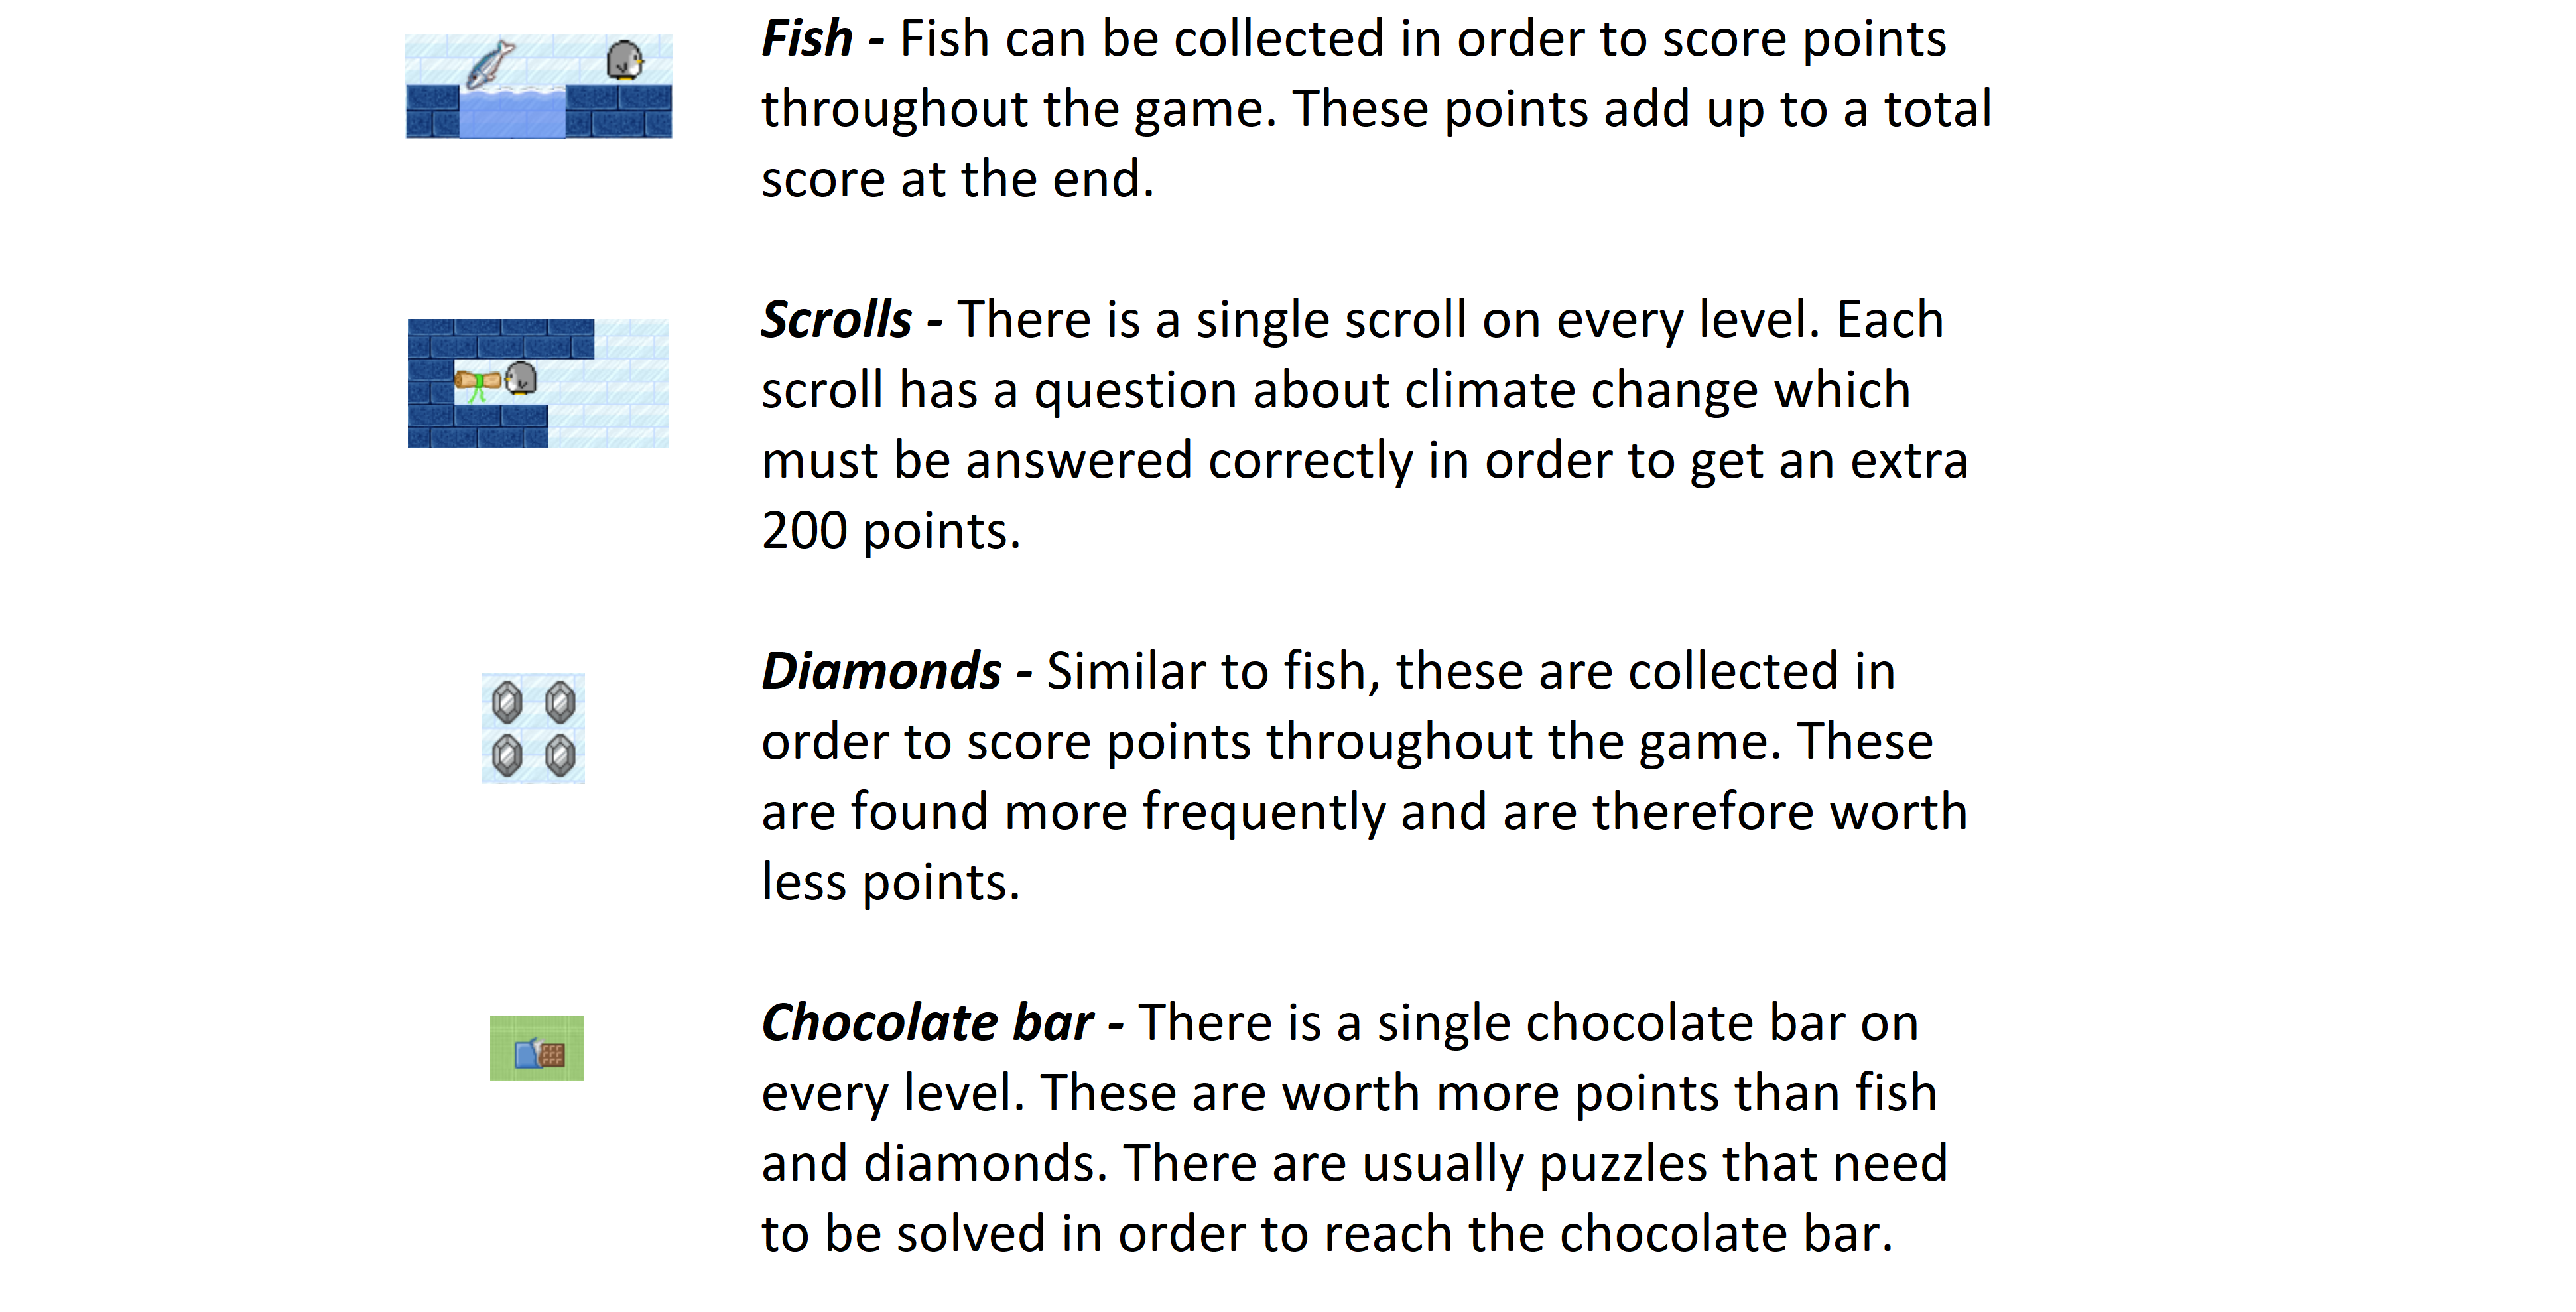 Fish - Fish can be collected in order to score points
throughout the game. These points add up to a total
score at the end.
Scrolls - There is a single scroll on every level. Each
scroll has a question about climate change which
must be answered correctly in order to get an extra
200 points.
Diamonds - Similar to fish, these are collected in
order to score points throughout the game. These
are found more frequently and are therefore worth
less points.
Chocolate bar - There is a single chocolate bar on
every level. These are worth more points than fish
and diamonds. There are usually puzzles that need
to be solved in order to reach the chocolate bar.